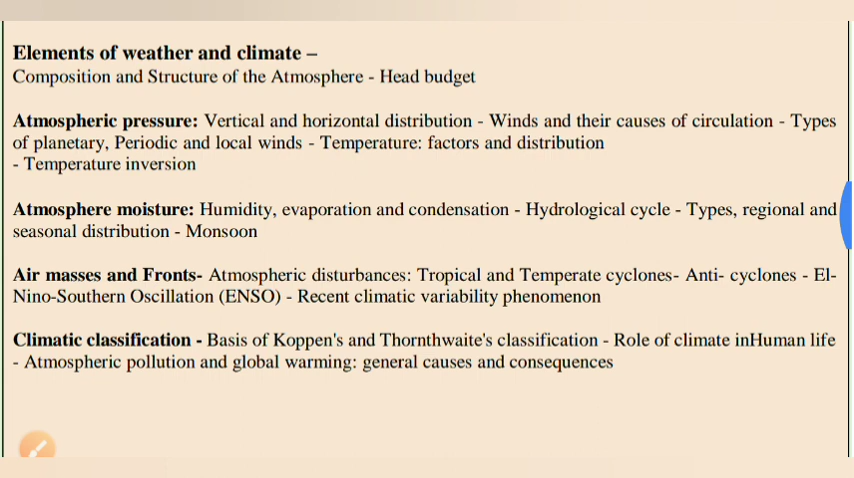 Elements of weather and climate –
Composition and Structure of the Atmosphere - Head budget
Atmospheric pressure: Vertical and horizontal distribution - Winds and their causes of circulation - Types
of planetary, Periodic and local winds - Temperature: factors and distribution
- Temperature inversion
Atmosphere moisture: Humidity, evaporation and condensation - Hydrological cycle - Types, regional and
seasonal distribution - Monsoon
Air masses and Fronts- Atmospheric disturbances: Tropical and Temperate cyclones- Anti- cyclones - El-
Nino-Southern Oscillation (ENSO) - Recent climatic variability phenomenon
Climatic classification - Basis of Koppen's and Thornthwaite's classification - Role of climate inHuman life
- Atmospheric pollution and global warming: general causes and consequences